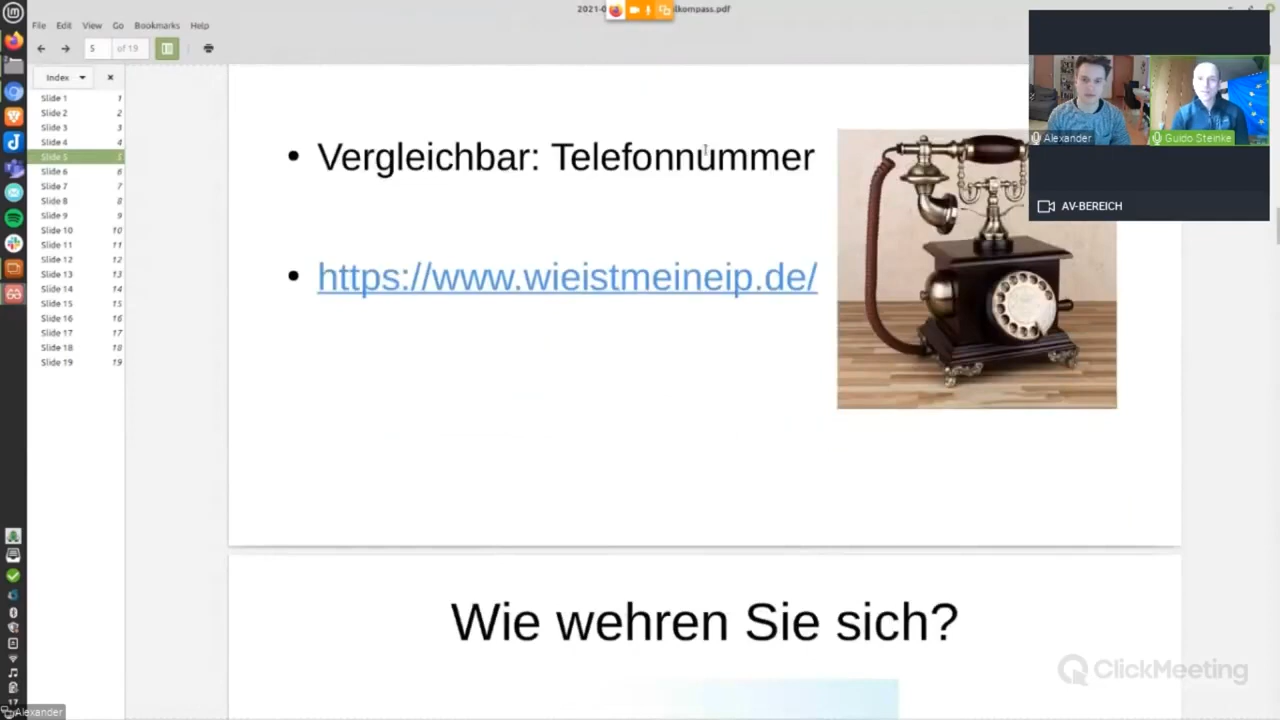 2021-0
lkompass.pdf
File Edit View Go Bookmarks Help
5 of 19
Index
Slide 1 1
Slide 2 2
Slide 3 3
Slide 4 4
Slide 5 5
Slide 6 6
Slide 7 7
Slide 8 8
Slide 9 9
Slide 10 10
Slide 11 11
Slide 12 12
Slide 13 13
Slide 14 14
Slide 15 15
Slide 16 16
Slide 17 17
Slide 18 18
Slide 19 19
• Vergleichbar: Telefonnummer
• https://www.wieistmeineip.de/
Wie wehren Sie sich?
Alexander
Guido Steinke
AV-BEREICH
ClickMeeting
Alexander